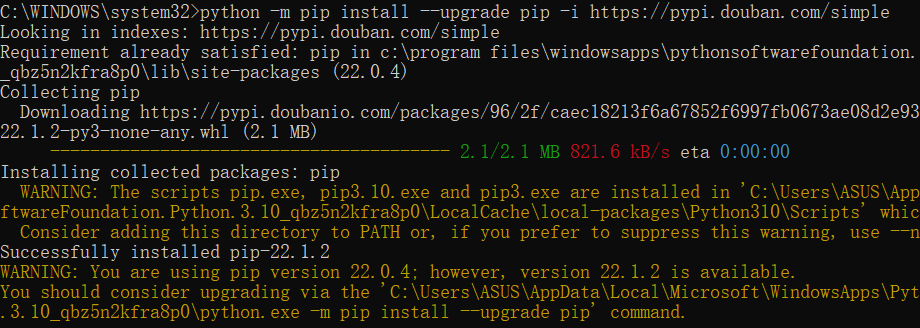 C:\WINDOWS\system32>python -m pip install --upgrade pip -i https://pypi.douban.com/simple
Looking in indexes: https://pypi.douban.com/simple
Requirement already satisfied: pip in c:\program files\windowsapps\pythonsoftwarefoundation.
_qbz5n2kfra8p0\lib\site-packages (22.0.4)
Collecting pip
  Downloading https://pypi.doubanio.com/packages/96/2f/caec18213f6a67852f6997fb0673ae08d2e93
22.1.2-py3-none-any.whl (2.1 MB)
     ---------------------------------------- 2.1/2.1 MB 821.6 kB/s eta 0:00:00
Installing collected packages: pip
  WARNING: The scripts pip.exe, pip3.10.exe and pip3.exe are installed in 'C:\Users\ASUS\App
ftwareFoundation.Python.3.10_qbz5n2kfra8p0\LocalCache\local-packages\Python310\Scripts' whic
  Consider adding this directory to PATH or, if you prefer to suppress this warning, use --n
Successfully installed pip-22.1.2
WARNING: You are using pip version 22.0.4; however, version 22.1.2 is available.
You should consider upgrading via the 'C:\Users\ASUS\AppData\Local\Microsoft\WindowsApps\Pyt
.3.10_qbz5n2kfra8p0\python.exe -m pip install --upgrade pip' command.